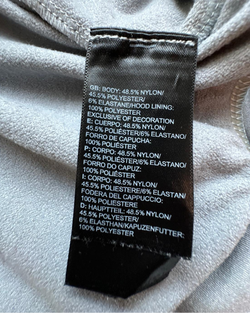 GB: BODY: 48.5% NYLON/
45.5% POLYESTER/
6% ELASTANE/HOOD LINING:
100% POLYESTER
EXCLUSIVE OF DECORATION
E: CUERPO: 48.5% NYLON/
45.5% POLIÉSTER/6% ELASTANO/
FORRO DE CAPUCHA:
100% POLIÉSTER
P: CORPO: 48.5% NYLON/
45.5% POLIÉSTER/6% ELASTANO/
FORRO DO CAPUZ:
100% POLIÉSTER
I: CORPO: 48.5% NYLON/
45.5% POLIESTERE/6% ELASTANO/
FODERA DEL CAPPUCCIO:
100% POLIESTERE
D: HAUPTTEIL: 48.5% NYLON/
45.5% POLYESTER/
6% ELASTHAN/KAPUZENFUTTER:
100% POLYESTER